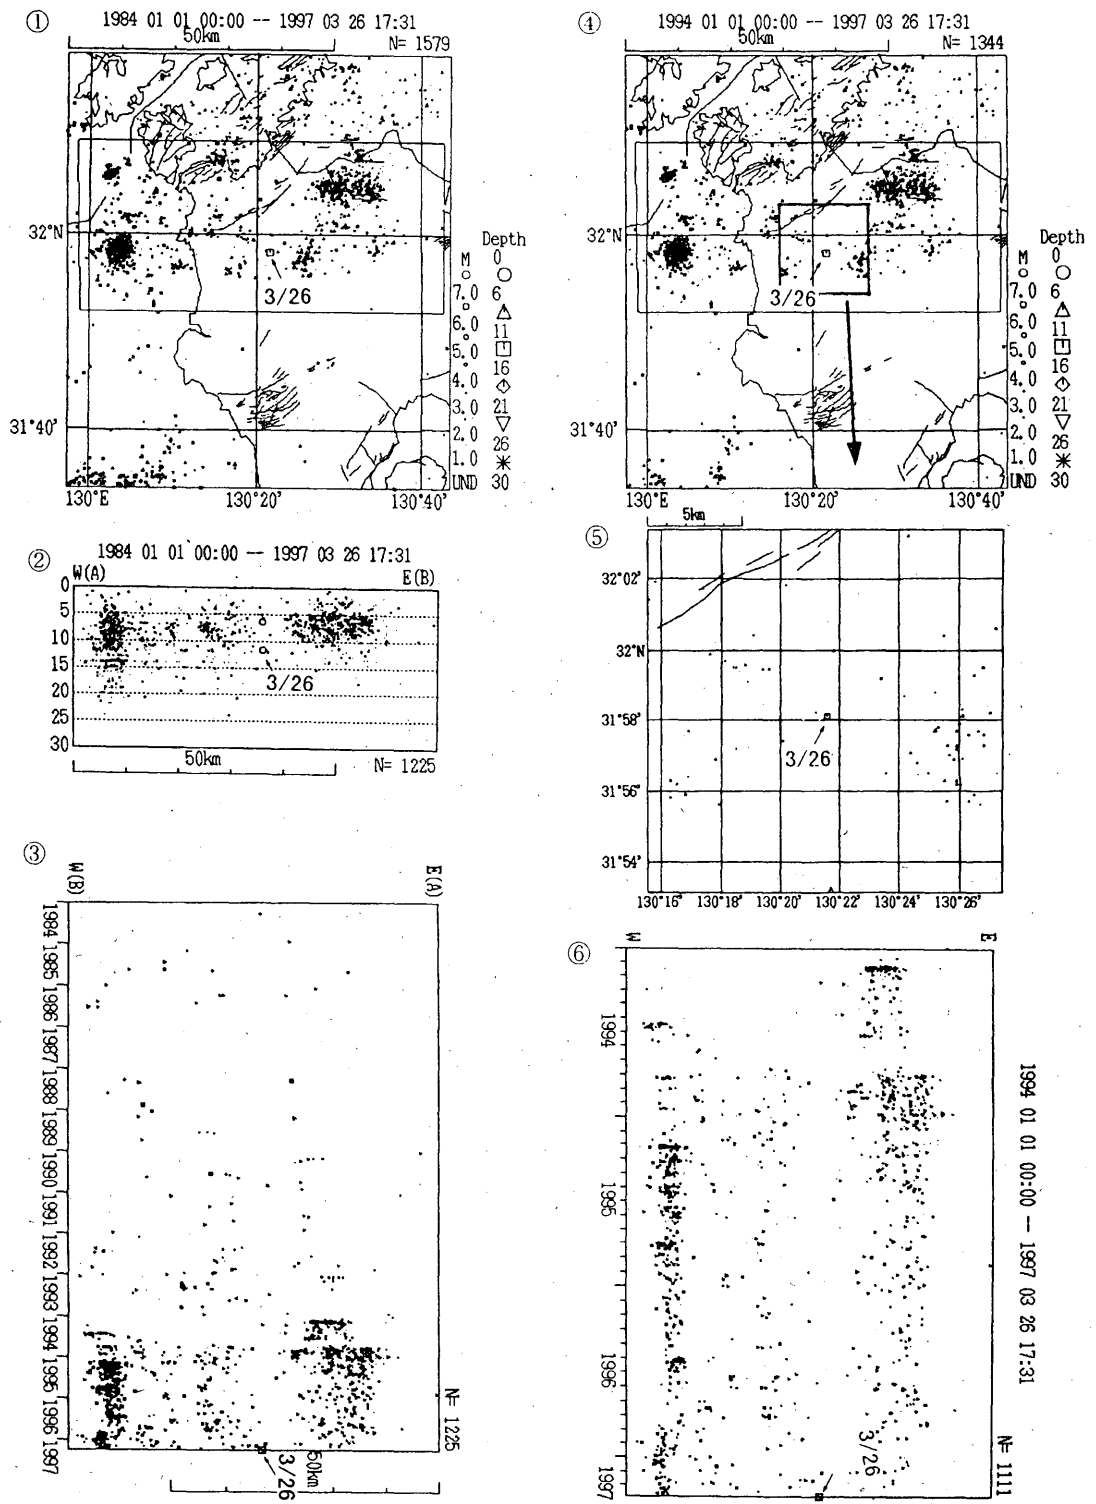 ①
1984 01 01 00:00 -- 1997 03 26 17:31
50km
N= 1579
32°N
31°40'
130°E
130°20'
130°40'
3/26
M
7.0
6.0
5.0
4.0
3.0
2.0
1.0
UND
Depth
0
6
11
16
21
26
30
④
1994 01 01 00:00 -- 1997 03 26 17:31
50km
N= 1344
32°N
31°40'
130°E
130°20'
130°40'
3/26
M
7.0
6.0
5.0
4.0
3.0
2.0
1.0
UND
Depth
0
6
11
16
21
26
30
②
1984 01 01 00:00 -- 1997 03 26 17:31
W(A)
E(B)
0
5
10
15
20
25
30
3/26
50km
N= 1225
⑤
5km
32°02'
32°N
31°58'
31°56'
31°54'
3/26
130°16'
130°18'
130°20'
130°22'
130°24'
130°26'
③
W(B)
E(A)
1984
1985
1986
1987
1988
1989
1990
1991
1992
1993
1994
1995
1996
1997
N= 1225
50km
3/26
⑥
W
E
1994
1995
1996
1997
3/26
1994 01 01 00:00 -- 1997 03 26 17:31
N= 1111